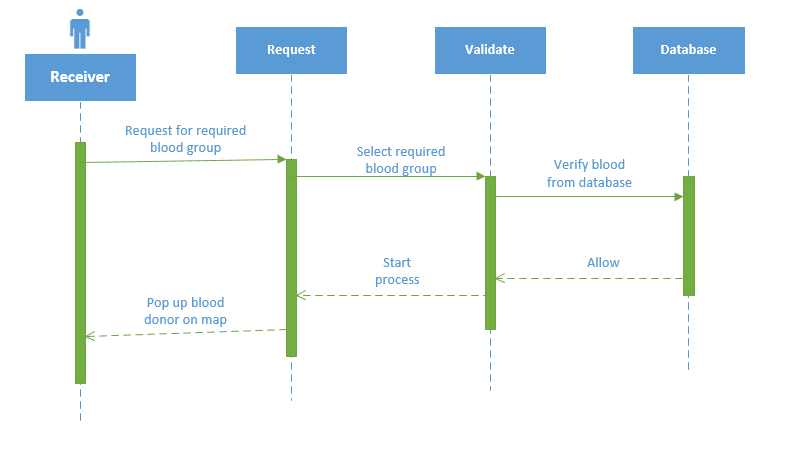 Receiver
Request
Validate
Database
Request for required
blood group
Select required
blood group
Verify blood
from database
Allow
Start
process
Pop up blood
donor on map